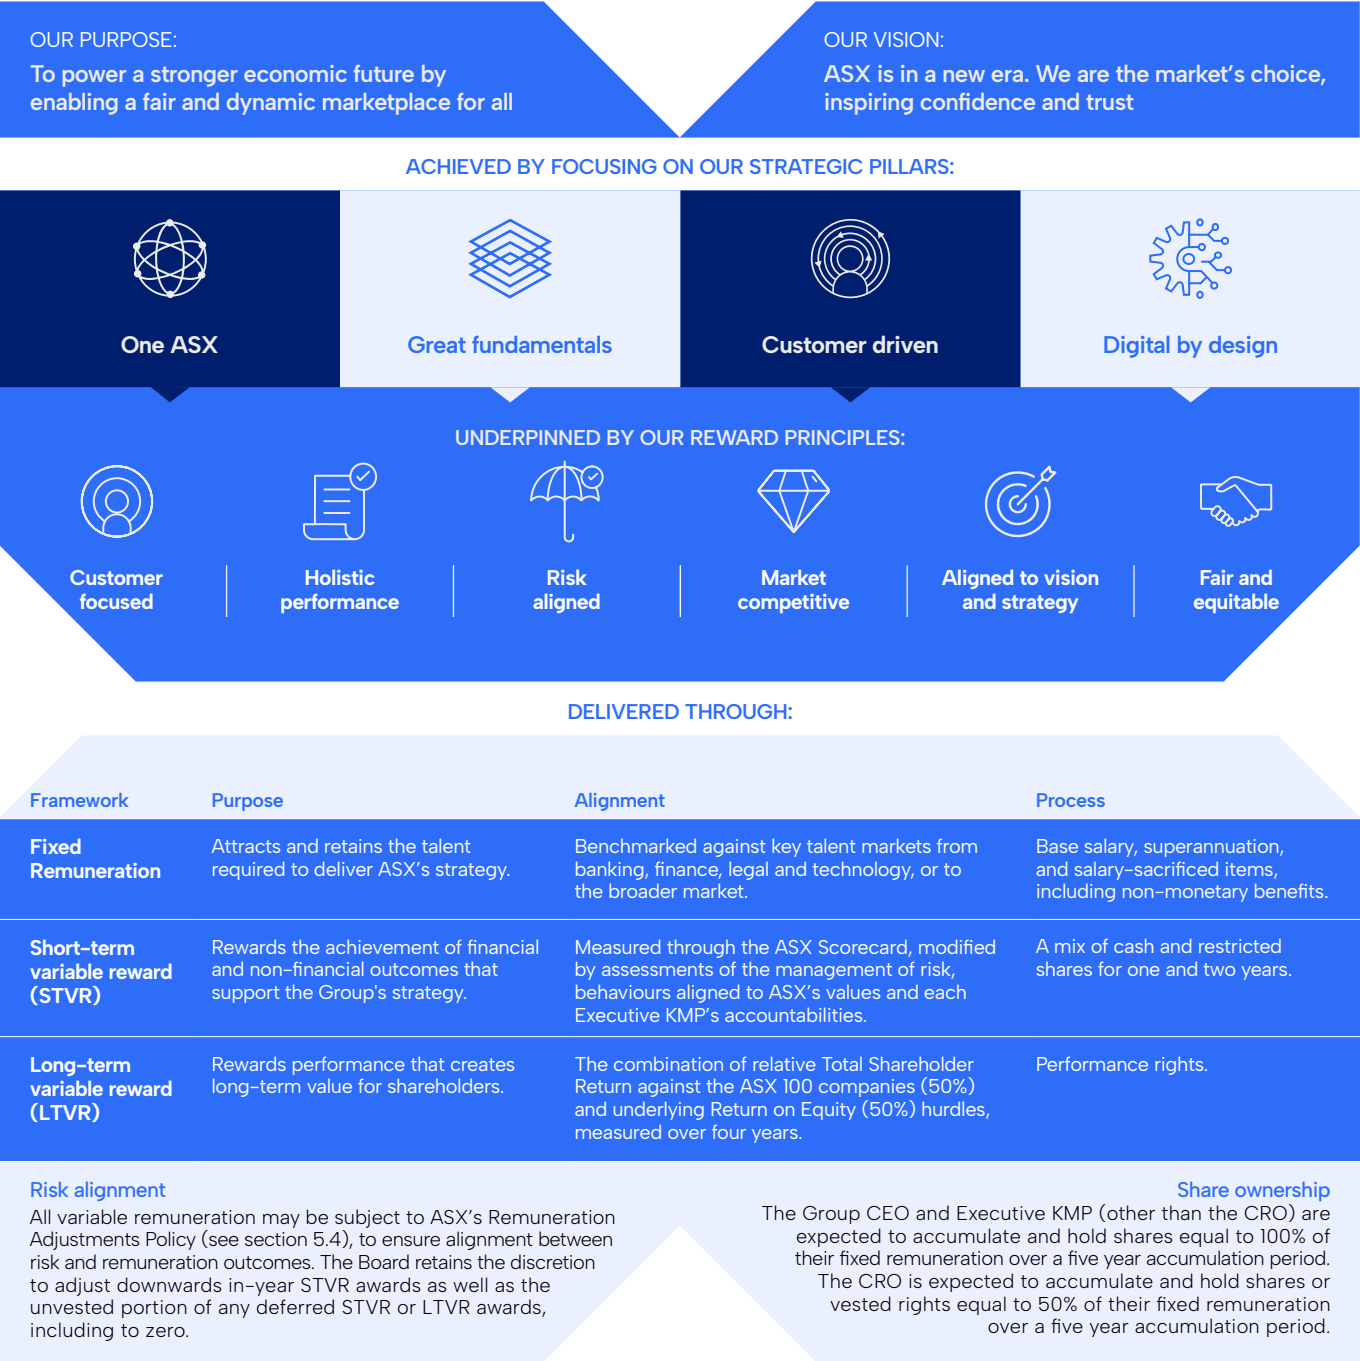 OUR PURPOSE:
To power a stronger economic future by
enabling a fair and dynamic marketplace for all
OUR VISION:
ASX is in a new era. We are the market’s choice,
inspiring confidence and trust
ACHIEVED BY FOCUSING ON OUR STRATEGIC PILLARS:
One ASX
Great fundamentals
Customer driven
Digital by design
UNDERPINNED BY OUR REWARD PRINCIPLES:
Customer
focused
Holistic
performance
Risk
aligned
Market
competitive
Aligned to vision
and strategy
Fair and
equitable
DELIVERED THROUGH:
Framework
Purpose
Alignment
Process
Fixed
Remuneration
Attracts and retains the talent
required to deliver ASX’s strategy.
Benchmarked against key talent markets from
banking, finance, legal and technology, or to
the broader market.
Base salary, superannuation,
and salary-sacrificed items,
including non-monetary benefits.
Short-term
variable reward
(STVR)
Rewards the achievement of financial
and non-financial outcomes that
support the Group's strategy.
Measured through the ASX Scorecard, modified
by assessments of the management of risk,
behaviours aligned to ASX’s values and each
Executive KMP’s accountabilities.
A mix of cash and restricted
shares for one and two years.
Long-term
variable reward
(LTVR)
Rewards performance that creates
long-term value for shareholders.
The combination of relative Total Shareholder
Return against the ASX 100 companies (50%)
and underlying Return on Equity (50%) hurdles,
measured over four years.
Performance rights.
Risk alignment
All variable remuneration may be subject to ASX’s Remuneration
Adjustments Policy (see section 5.4), to ensure alignment between
risk and remuneration outcomes. The Board retains the discretion
to adjust downwards in-year STVR awards as well as the
unvested portion of any deferred STVR or LTVR awards,
including to zero.
Share ownership
The Group CEO and Executive KMP (other than the CRO) are
expected to accumulate and hold shares equal to 100% of
their fixed remuneration over a five year accumulation period.
The CRO is expected to accumulate and hold shares or
vested rights equal to 50% of their fixed remuneration
over a five year accumulation period.